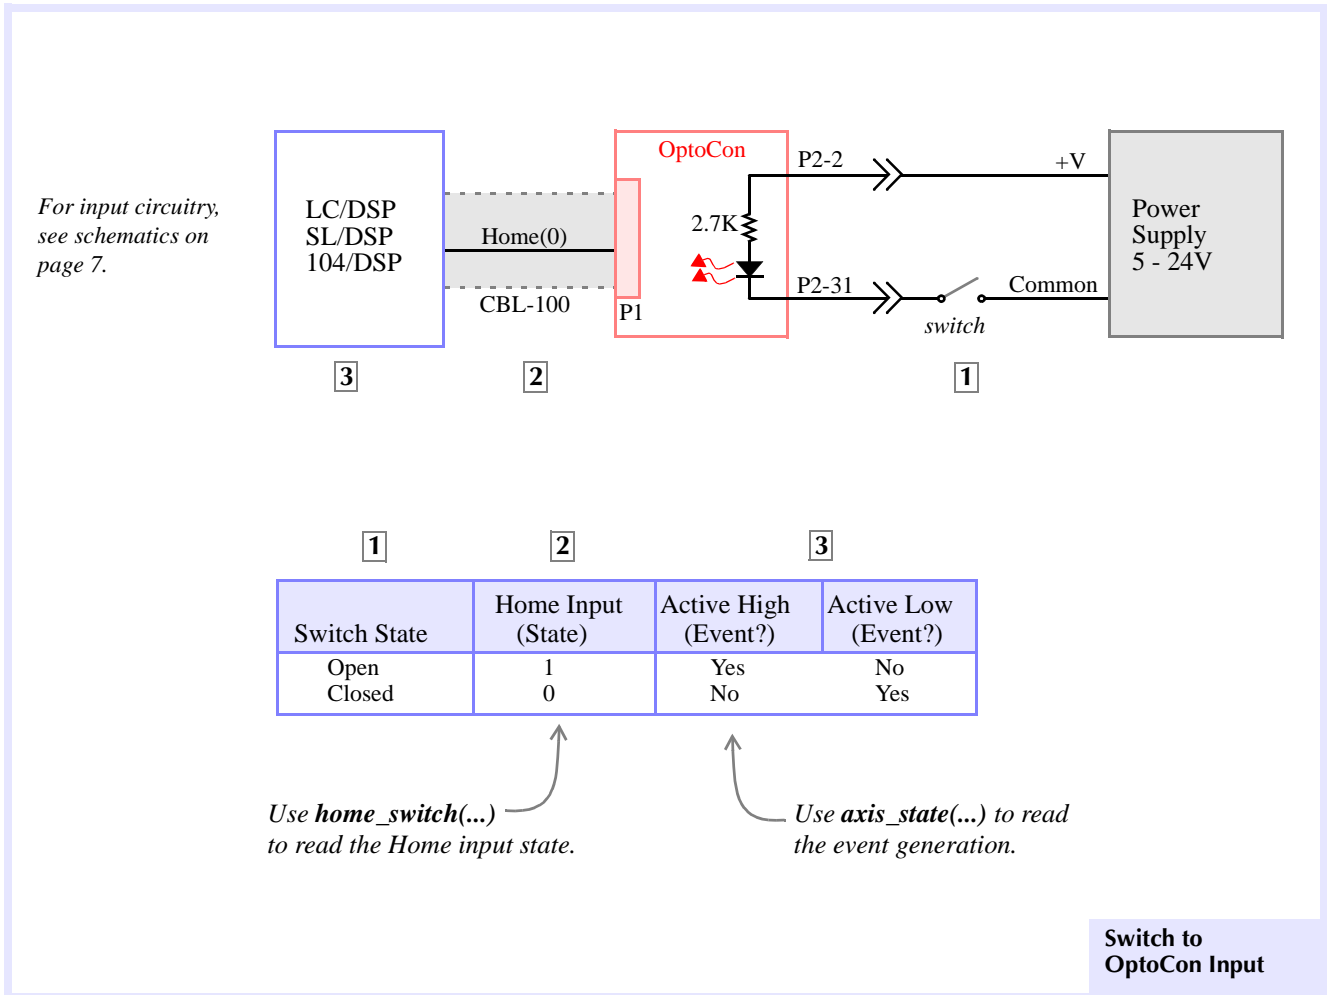 For input circuitry,
see schematics on
page 7.
LC/DSP
SL/DSP
104/DSP
Home(0)
CBL-100
P1
OptoCon
2.7K
P2-2
P2-31
+V
Common
switch
Power
Supply
5 - 24V
3
2
1
1
2
3
Switch State
Home Input
(State)
Active High
(Event?)
Active Low
(Event?)
Open 1 Yes No
Closed 0 No Yes
Use home_switch(...)
to read the Home input state.
Use axis_state(...) to read
the event generation.
Switch to
OptoCon Input